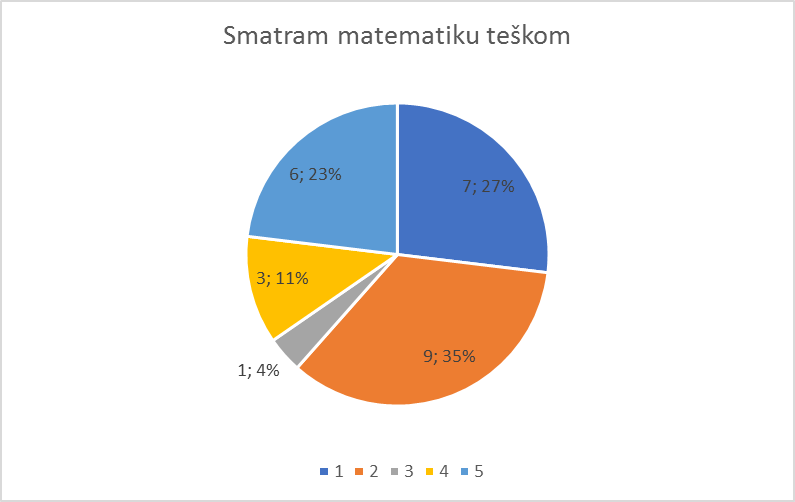 Smatram matematiku teškom
6; 23%
7; 27%
3; 11%
9; 35%
1; 4%
1 2 3 4 5